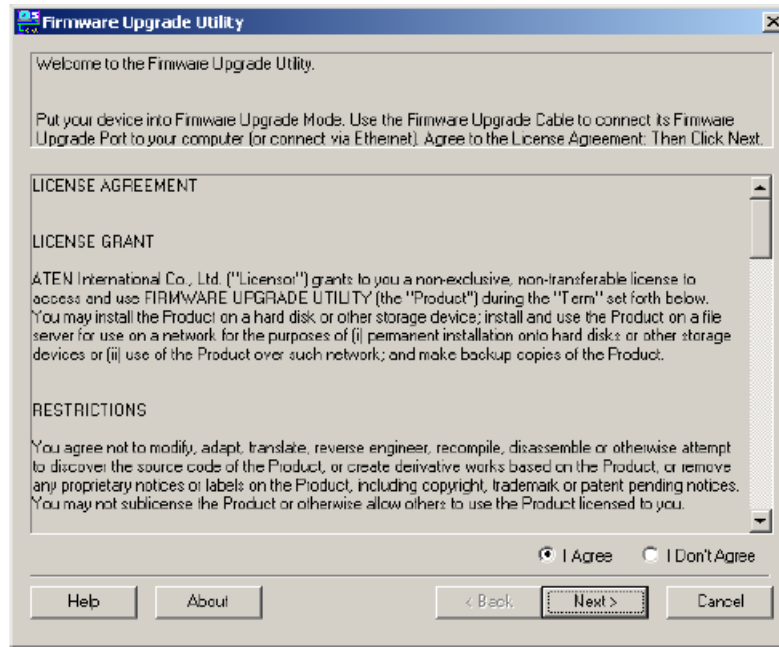 Firmware Upgrade Utility
Welcome to the Firmware Upgrade Utility.
Put your device into Firmware Upgrade Mode. Use the Firmware Upgrade Cable to connect its Firmware
Upgrade Port to your computer (or connect via Ethernet). Agree to the License Agreement: Then Click Next.
LICENSE AGREEMENT
LICENSE GRANT
ATEN International Co., Ltd. ("Licensor") grants to you a non-exclusive, non-transferable license to
access and use FIRMWARE UPGRADE UTILITY (the "Product") during the "Term" set forth below.
You may install the Product on a hard disk or other storage device; install and use the Product on a file
server for use on a network for the purposes of (i) permanent installation onto hard disks or other storage
devices or (ii) use of the Product over such network; and make backup copies of the Product.
RESTRICTIONS
You agree not to modify, adapt, translate, reverse engineer, recompile, disassemble or otherwise attempt
to discover the source code of the Product, or create derivative works based on the Product, or remove
any proprietary notices or labels on the Product, including copyright, trademark or patent pending notices.
You may not sublicense the Product or otherwise allow others to use the Product licensed to you.
I Agree I Don't Agree
Help About < Back Next > Cancel